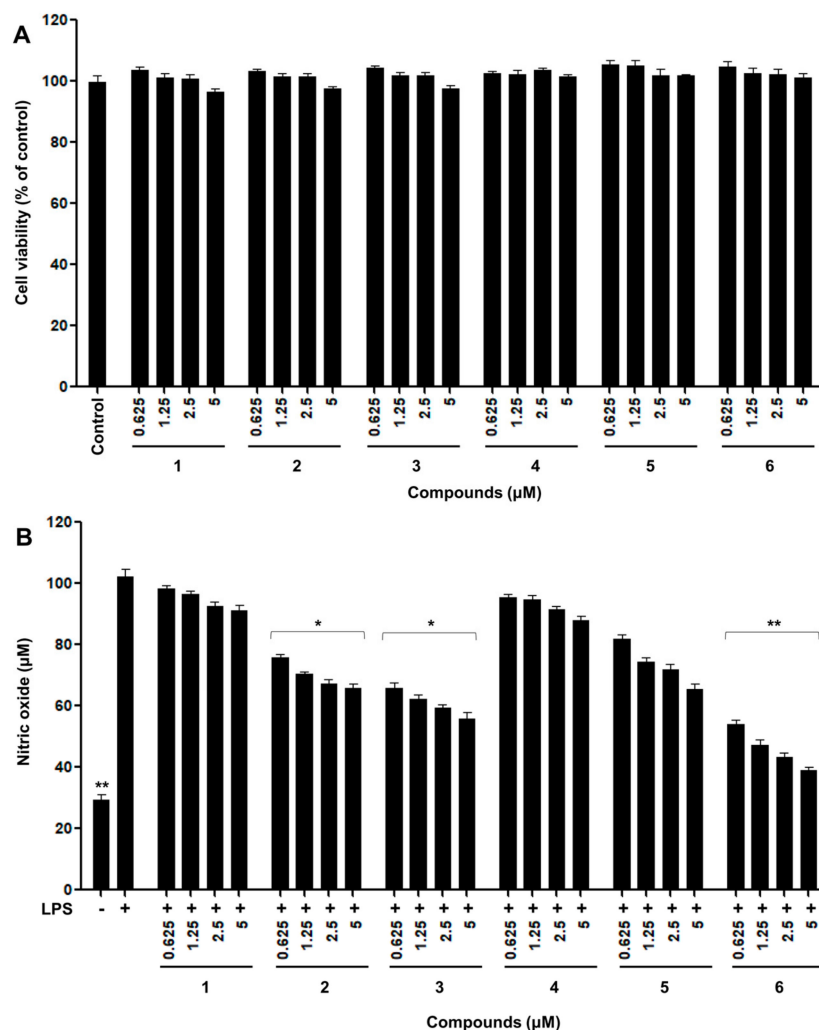 A
Cell viability (% of control)
120
100
80
60
40
20
0
Control 0.625 1.25 2.5 5 0.625 1.25 2.5 5 0.625 1.25 2.5 5 0.625 1.25 2.5 5 0.625 1.25 2.5 5 0.625 1.25 2.5 5
1 2 3 4 5 6
Compounds (µM)
B
Nitric oxide (µM)
120
100
80
60
40
20
0
** * * **
LPS - + + + + + + + + + + + + + + + + + + + + + + + + +
0.625 1.25 2.5 5 0.625 1.25 2.5 5 0.625 1.25 2.5 5 0.625 1.25 2.5 5 0.625 1.25 2.5 5 0.625 1.25 2.5 5
1 2 3 4 5 6
Compounds (µM)